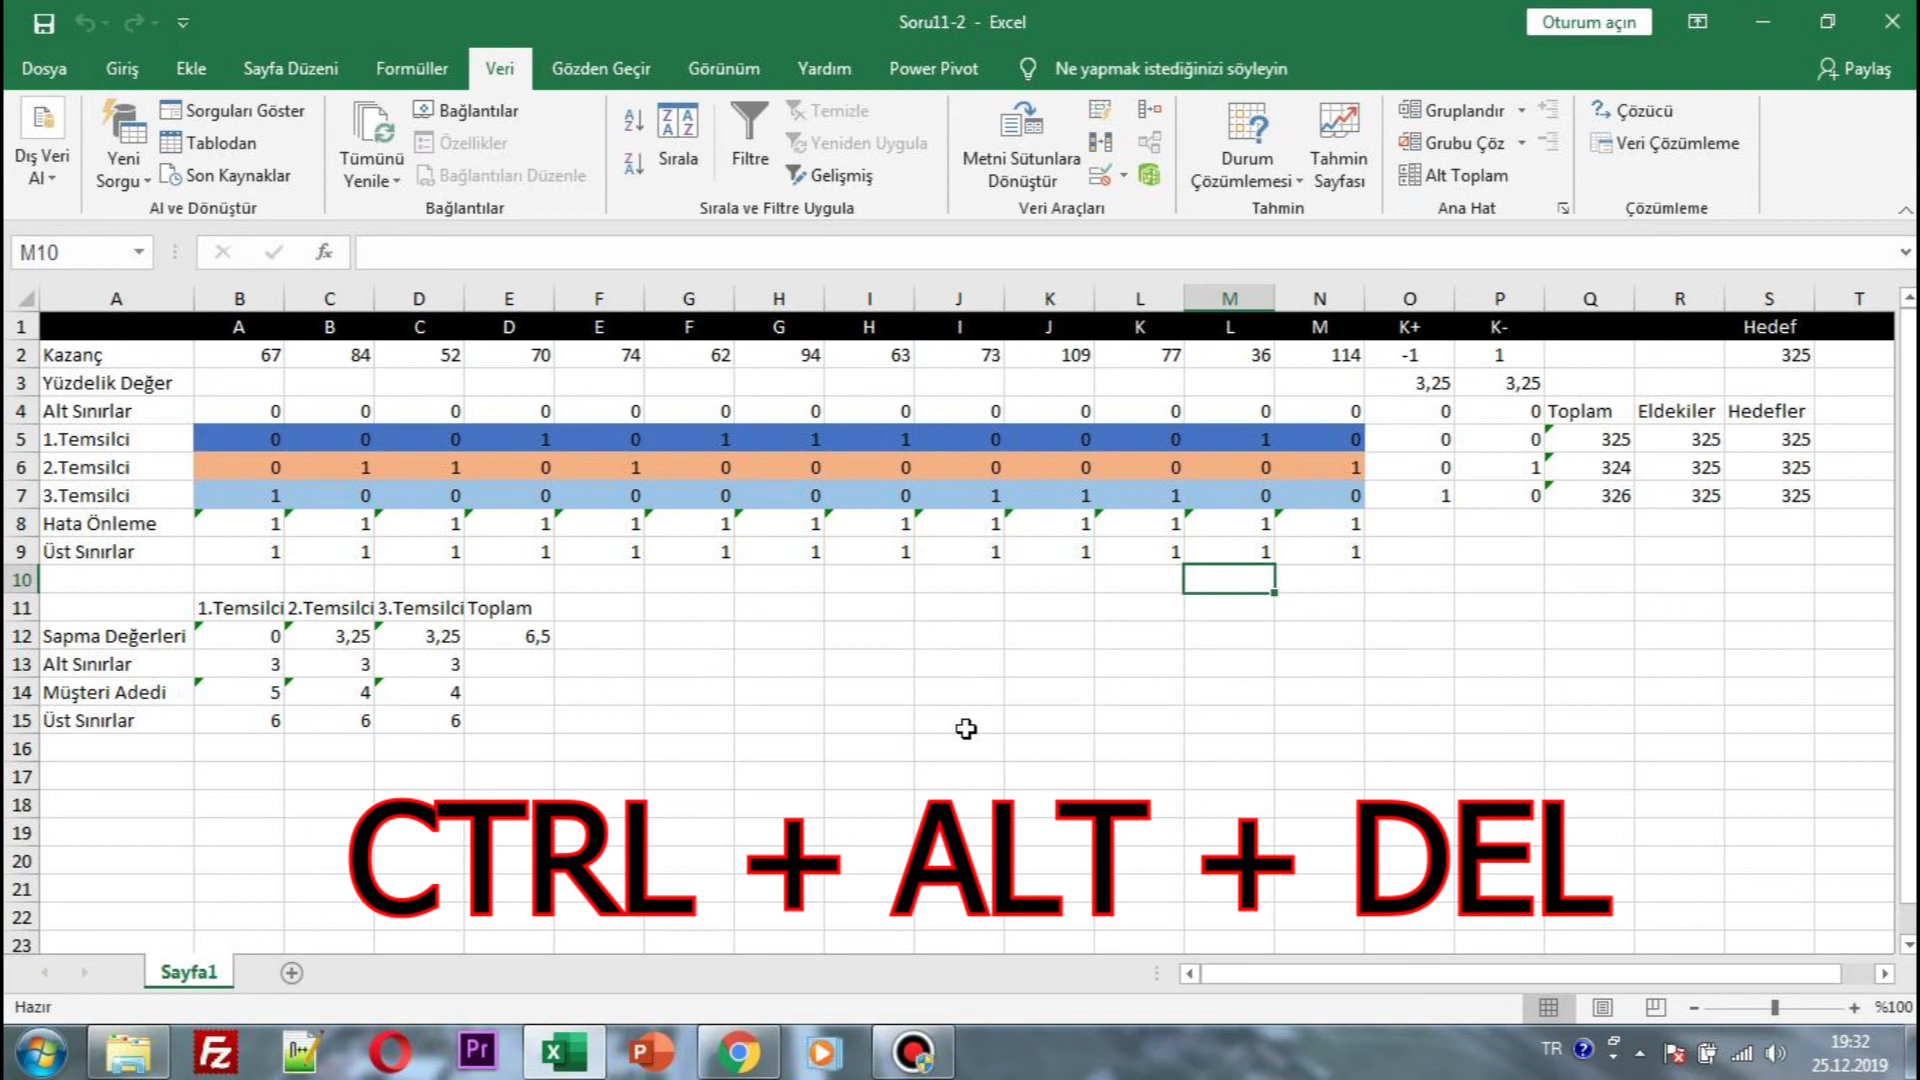 Soru11-2 - Excel
Oturum açın
Dosya Giriş Ekle Sayfa Düzeni Formüller Veri Gözden Geçir Görünüm Yardım Power Pivot Ne yapmak istediğinizi söyleyin Paylaş
Dış Veri Al
Yeni Sorgu
Sorguları Göster
Tablodan
Son Kaynaklar
Al ve Dönüştür
Tümünü Yenile
Bağlantılar
Özellikler
Bağlantıları Düzenle
Bağlantılar
Sırala
Filtre
Temizle
Yeniden Uygula
Gelişmiş
Sırala ve Filtre Uygula
Metni Sütunlara Dönüştür
Veri Araçları
Durum Çözümlemesi
Tahmin Sayfası
Tahmin
Gruplandır
Grubu Çöz
Alt Toplam
Ana Hat
Çözücü
Veri Çözümleme
Çözümleme
M10 fx
A B C D E F G H I J K L M N O P Q R S T
1 A B C D E F G H I J K L M K+ K- Hedef
2 Kazanç 67 84 52 70 74 62 94 63 73 109 77 36 114 -1 1 325
3 Yüzdelik Değer 3,25 3,25
4 Alt Sınırlar 0 0 0 0 0 0 0 0 0 0 0 0 0 0 0 Toplam Eldekiler Hedefler
5 1.Temsilci 0 0 0 1 0 1 1 1 0 0 0 1 0 0 0 325 325 325
6 2.Temsilci 0 1 1 0 1 0 0 0 0 0 0 0 1 0 1 324 325 325
7 3.Temsilci 1 0 0 0 0 0 0 0 1 1 1 0 0 1 0 326 325 325
8 Hata Önleme 1 1 1 1 1 1 1 1 1 1 1 1 1
9 Üst Sınırlar 1 1 1 1 1 1 1 1 1 1 1 1 1
10
11 1.Temsilci 2.Temsilci 3.Temsilci Toplam
12 Sapma Değerleri 0 3,25 3,25 6,5
13 Alt Sınırlar 3 3 3
14 Müşteri Adedi 5 4 4
15 Üst Sınırlar 6 6 6
16
17
18
19
20
21
22
23
CTRL + ALT + DEL
Sayfa1
Hazır
%100
Pr
TR
19:32
25.12.2019